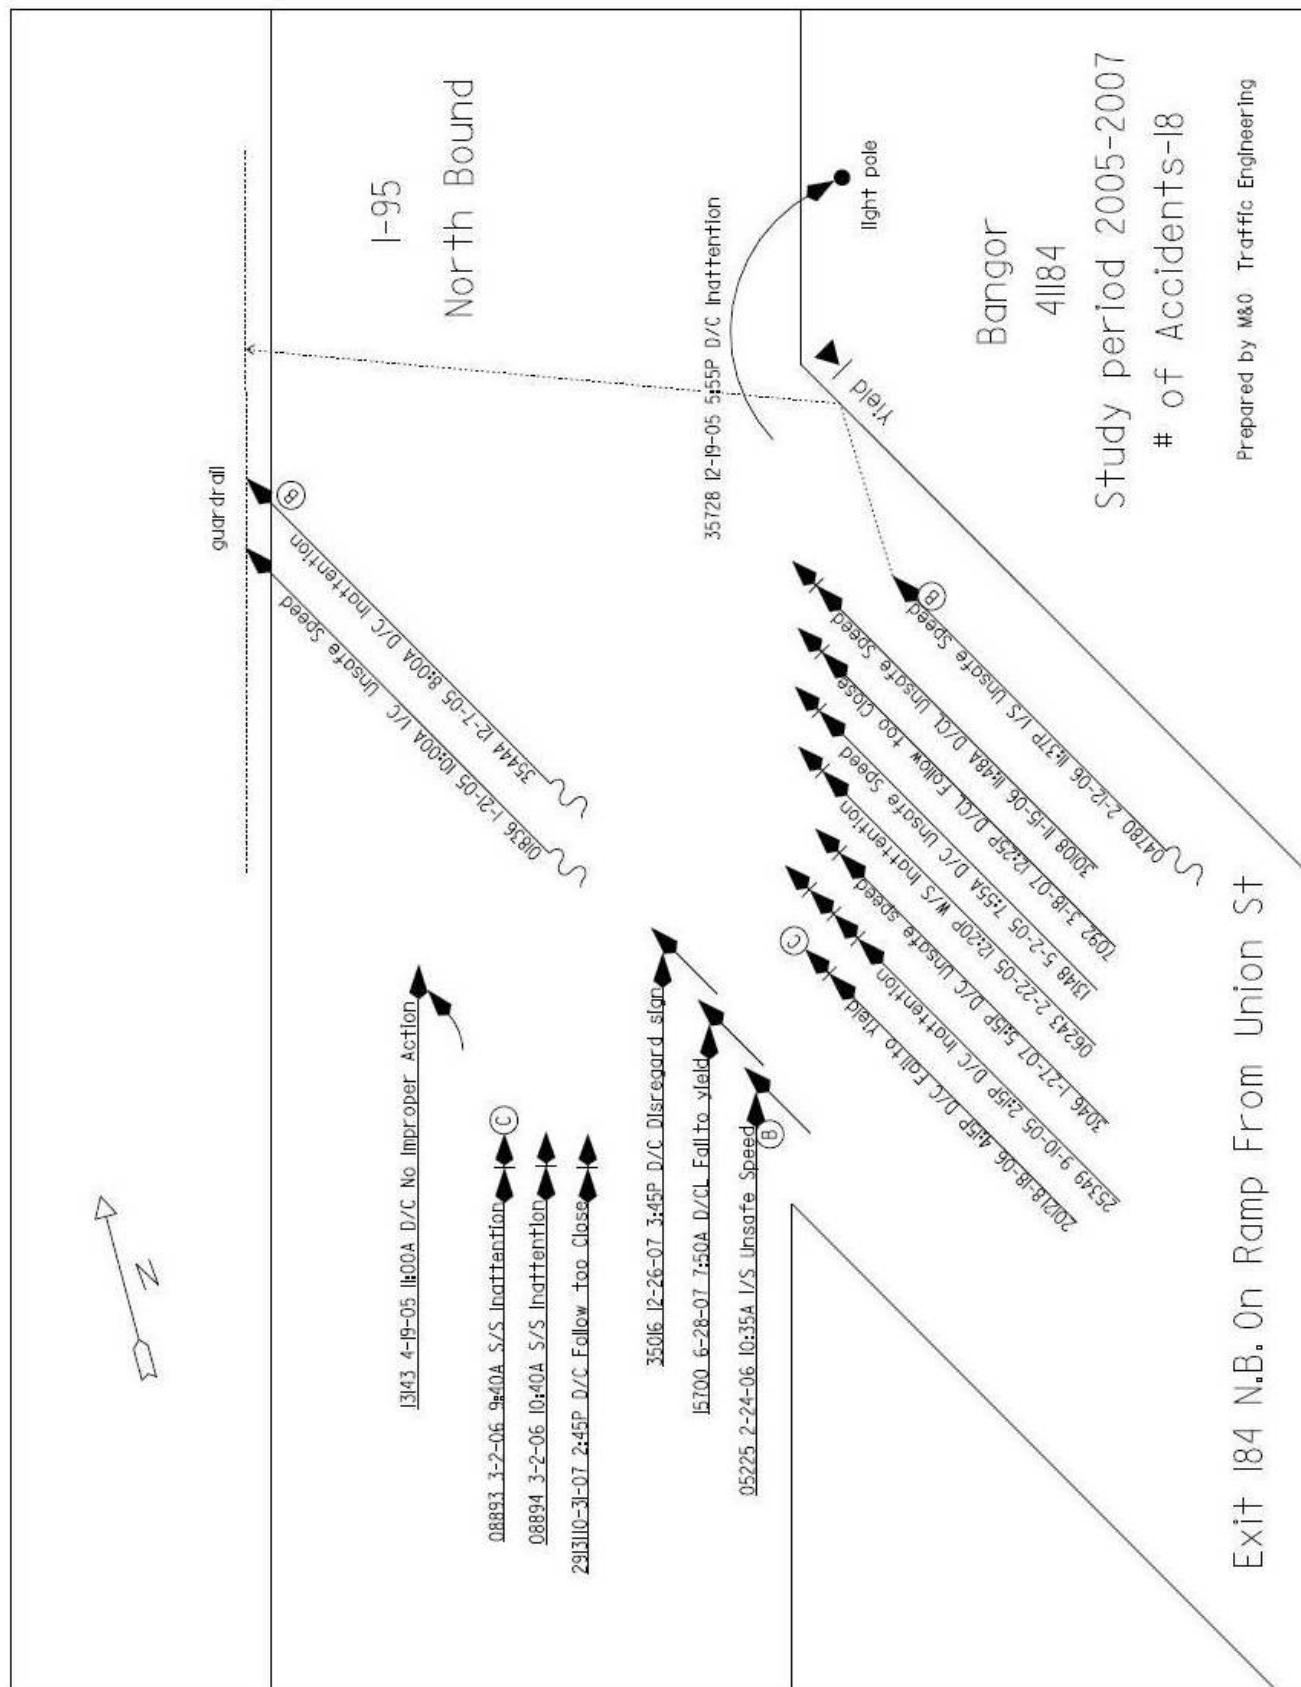 guardrail
I-95
North Bound
01836 1-21-05 10:00A I/C Unsafe Speed
35444 12-7-05 8:00A D/C Inattention
B
N
13143 4-19-05 11:00A D/C No Improper Action
08893 3-2-06 9:40A S/S Inattention
C
08894 3-2-06 10:40A S/S Inattention
29131 10-31-07 2:45P D/C Follow too Close
35016 12-26-07 3:45P D/C Disregard sign
15700 6-28-07 7:50A D/CL Fail to yield
05225 2-24-06 10:35A I/S Unsafe Speed
B
35728 12-19-05 5:55P D/C Inattention
light pole
Yield
C
20121 8-18-06 4:15P D/C Fail to Yield
25349 9-10-05 2:15P D/C Inattention
3046 1-27-07 5:15P D/C Unsafe speed
06243 2-22-05 12:20P W/S Inattention
13148 5-2-05 7:55A D/C Unsafe Speed
7092 3-18-07 12:25P D/CL Follow too Close
30108 11-15-06 11:48A D/CL Unsafe Speed
04780 2-12-06 11:37P I/S Unsafe Speed
B
Bangor
41184
Study period 2005-2007
# of Accidents-18
Prepared by M&O Traffic Engineering
Exit 184 N.B. On Ramp From Union St